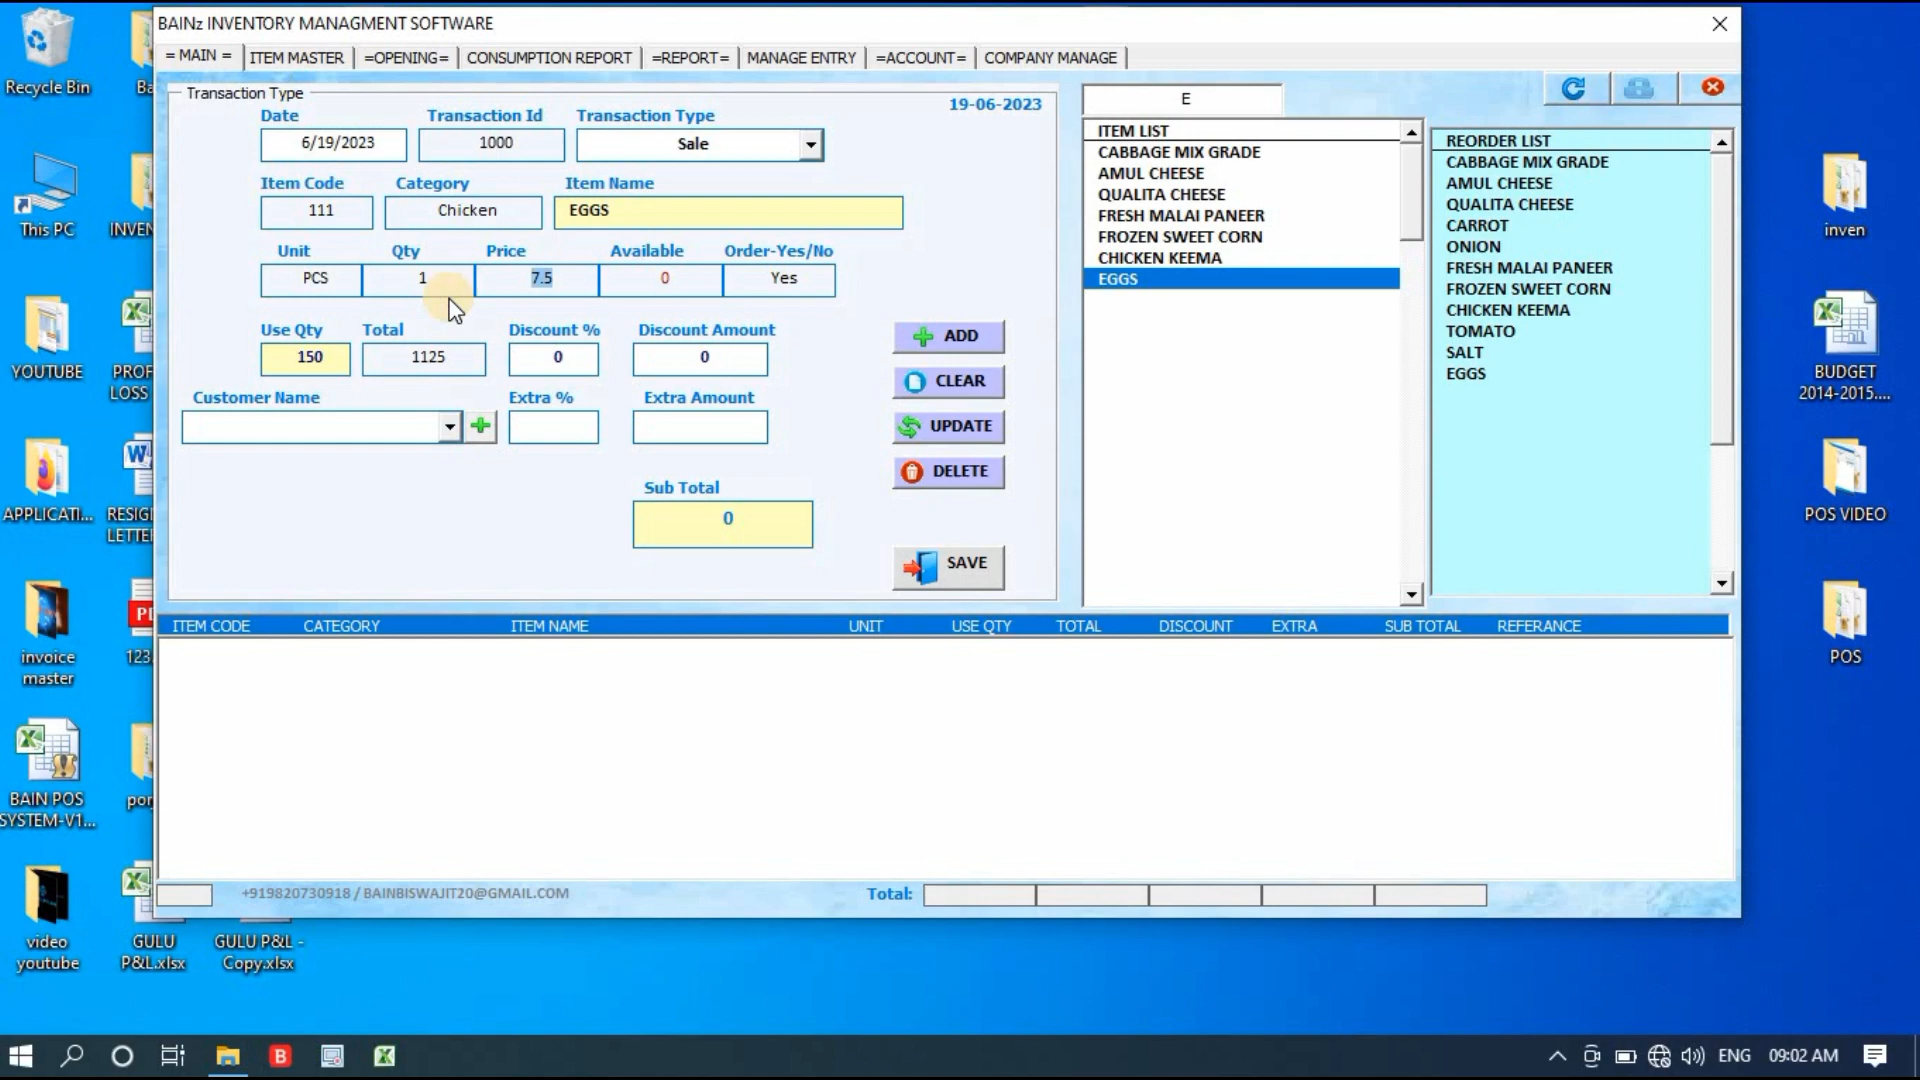 BAINz INVENTORY MANAGMENT SOFTWARE
= MAIN = ITEM MASTER =OPENING= CONSUMPTION REPORT =REPORT= MANAGE ENTRY =ACCOUNT= COMPANY MANAGE
Transaction Type
19-06-2023
Date Transaction Id Transaction Type
6/19/2023 1000 Sale
Item Code Category Item Name
111 Chicken EGGS
Unit Qty Price Available Order-Yes/No
PCS 1 7.5 0 Yes
Use Qty Total Discount % Discount Amount
150 1125 0 0
Customer Name Extra % Extra Amount
Sub Total
0
ADD
CLEAR
UPDATE
DELETE
SAVE
E
ITEM LIST
CABBAGE MIX GRADE
AMUL CHEESE
QUALITA CHEESE
FRESH MALAI PANEER
FROZEN SWEET CORN
CHICKEN KEEMA
EGGS
REORDER LIST
CABBAGE MIX GRADE
AMUL CHEESE
QUALITA CHEESE
CARROT
ONION
FRESH MALAI PANEER
FROZEN SWEET CORN
CHICKEN KEEMA
TOMATO
SALT
EGGS
ITEM CODE CATEGORY ITEM NAME UNIT USE QTY TOTAL DISCOUNT EXTRA SUB TOTAL REFERANCE
+919820730918 / BAINBISWAJIT20@GMAIL.COM
Total:
Recycle Bin
This PC
YOUTUBE
APPLICATI...
invoice
master
BAIN POS
SYSTEM-V1...
video
youtube
Ba
INVEN
PROF
LOSS
RESIG
LETTE
123
por
GULU
P&L.xlsx
GULU P&L -
Copy.xlsx
inven
BUDGET
2014-2015....
POS VIDEO
POS
ENG 09:02 AM